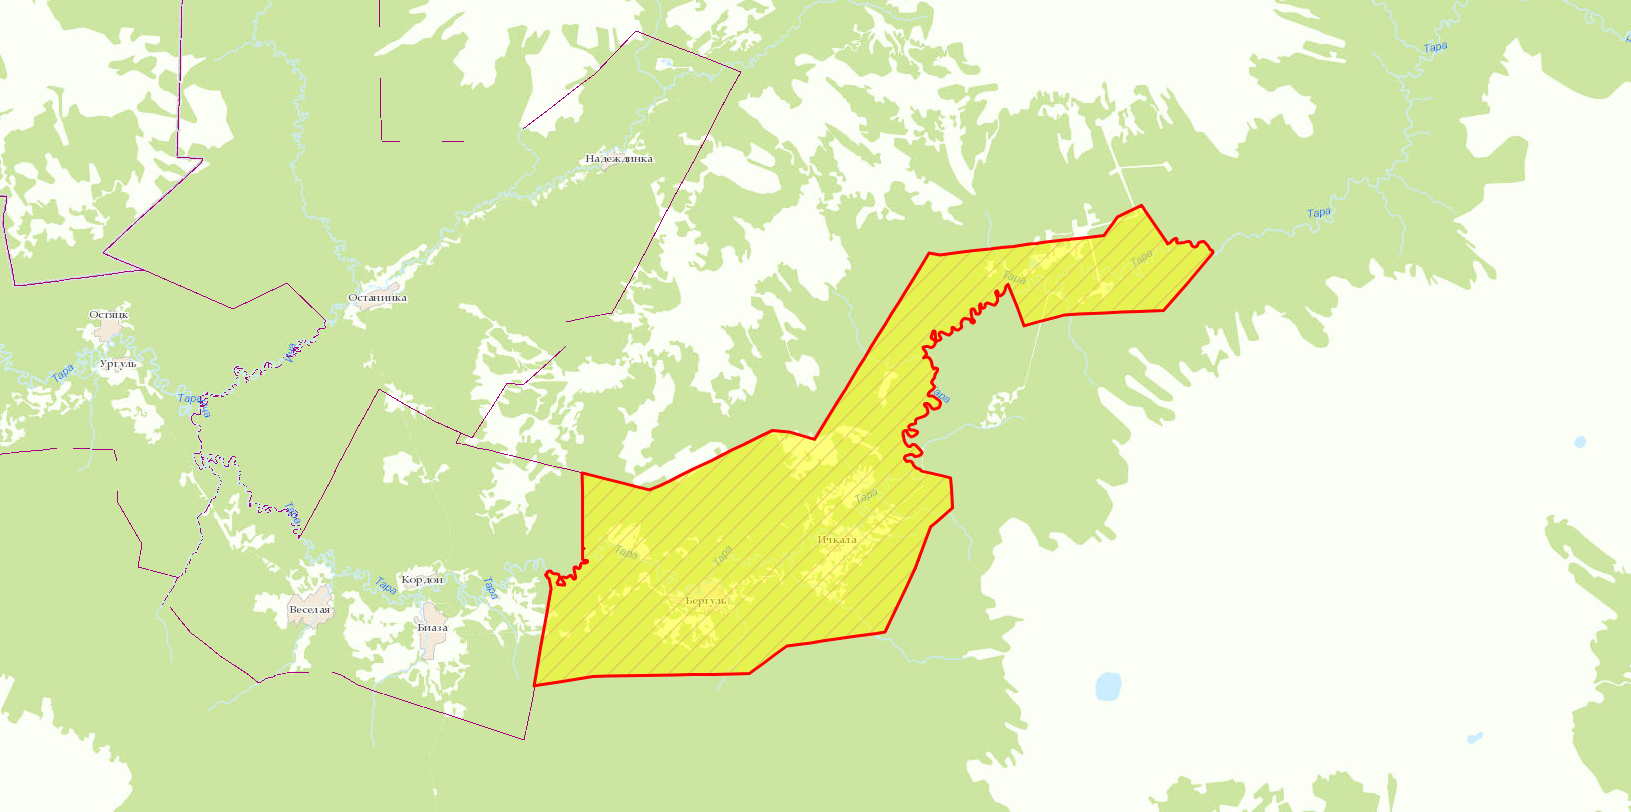 Тара
Надеждинка
Тара
Тара
Тара
Останинка
Остяцк
Ургуль
Тара
Тара
Тара
Тара
Ичкала
Тара
Тара
Тара
Кордон
Тара
Тара
Бергуль
Веселая
Биаза